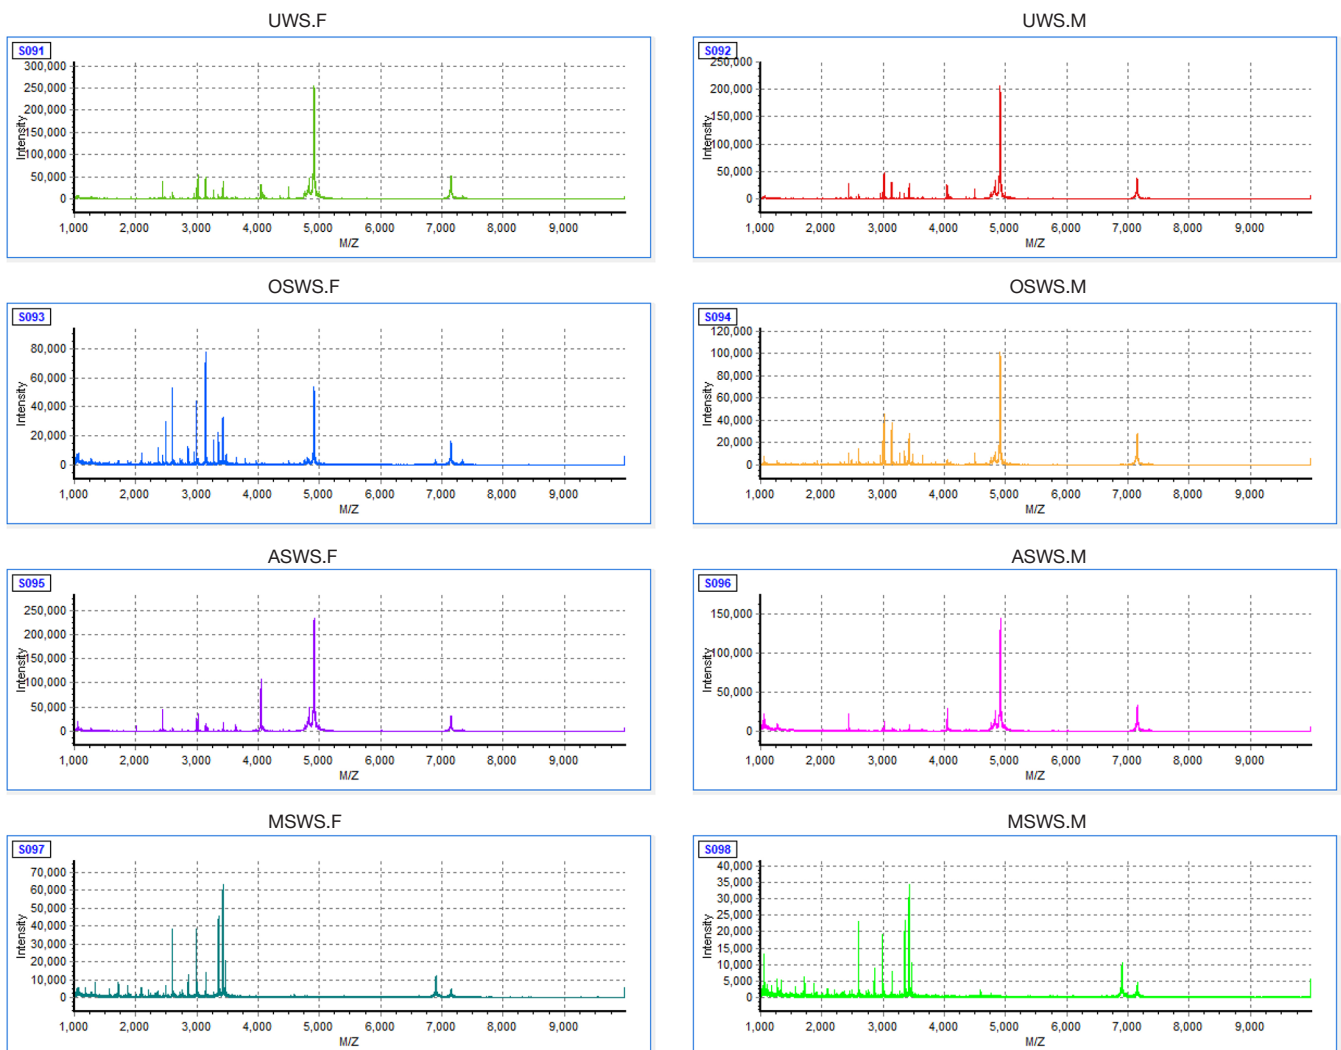 UWS.F
S091
300,000
250,000
200,000
150,000
100,000
50,000
0
Intensity
1,000 2,000 3,000 4,000 5,000 6,000 7,000 8,000 9,000
M/Z
UWS.M
S092
250,000
200,000
150,000
100,000
50,000
0
Intensity
1,000 2,000 3,000 4,000 5,000 6,000 7,000 8,000 9,000
M/Z
OSWS.F
S093
80,000
60,000
40,000
20,000
0
Intensity
1,000 2,000 3,000 4,000 5,000 6,000 7,000 8,000 9,000
M/Z
OSWS.M
S094
120,000
100,000
80,000
60,000
40,000
20,000
0
Intensity
1,000 2,000 3,000 4,000 5,000 6,000 7,000 8,000 9,000
M/Z
ASWS.F
S095
250,000
200,000
150,000
100,000
50,000
0
Intensity
1,000 2,000 3,000 4,000 5,000 6,000 7,000 8,000 9,000
M/Z
ASWS.M
S096
150,000
100,000
50,000
0
Intensity
1,000 2,000 3,000 4,000 5,000 6,000 7,000 8,000 9,000
M/Z
MSWS.F
S097
70,000
60,000
50,000
40,000
30,000
20,000
10,000
0
Intensity
1,000 2,000 3,000 4,000 5,000 6,000 7,000 8,000 9,000
M/Z
MSWS.M
S098
40,000
35,000
30,000
25,000
20,000
15,000
10,000
5,000
0
Intensity
1,000 2,000 3,000 4,000 5,000 6,000 7,000 8,000 9,000
M/Z